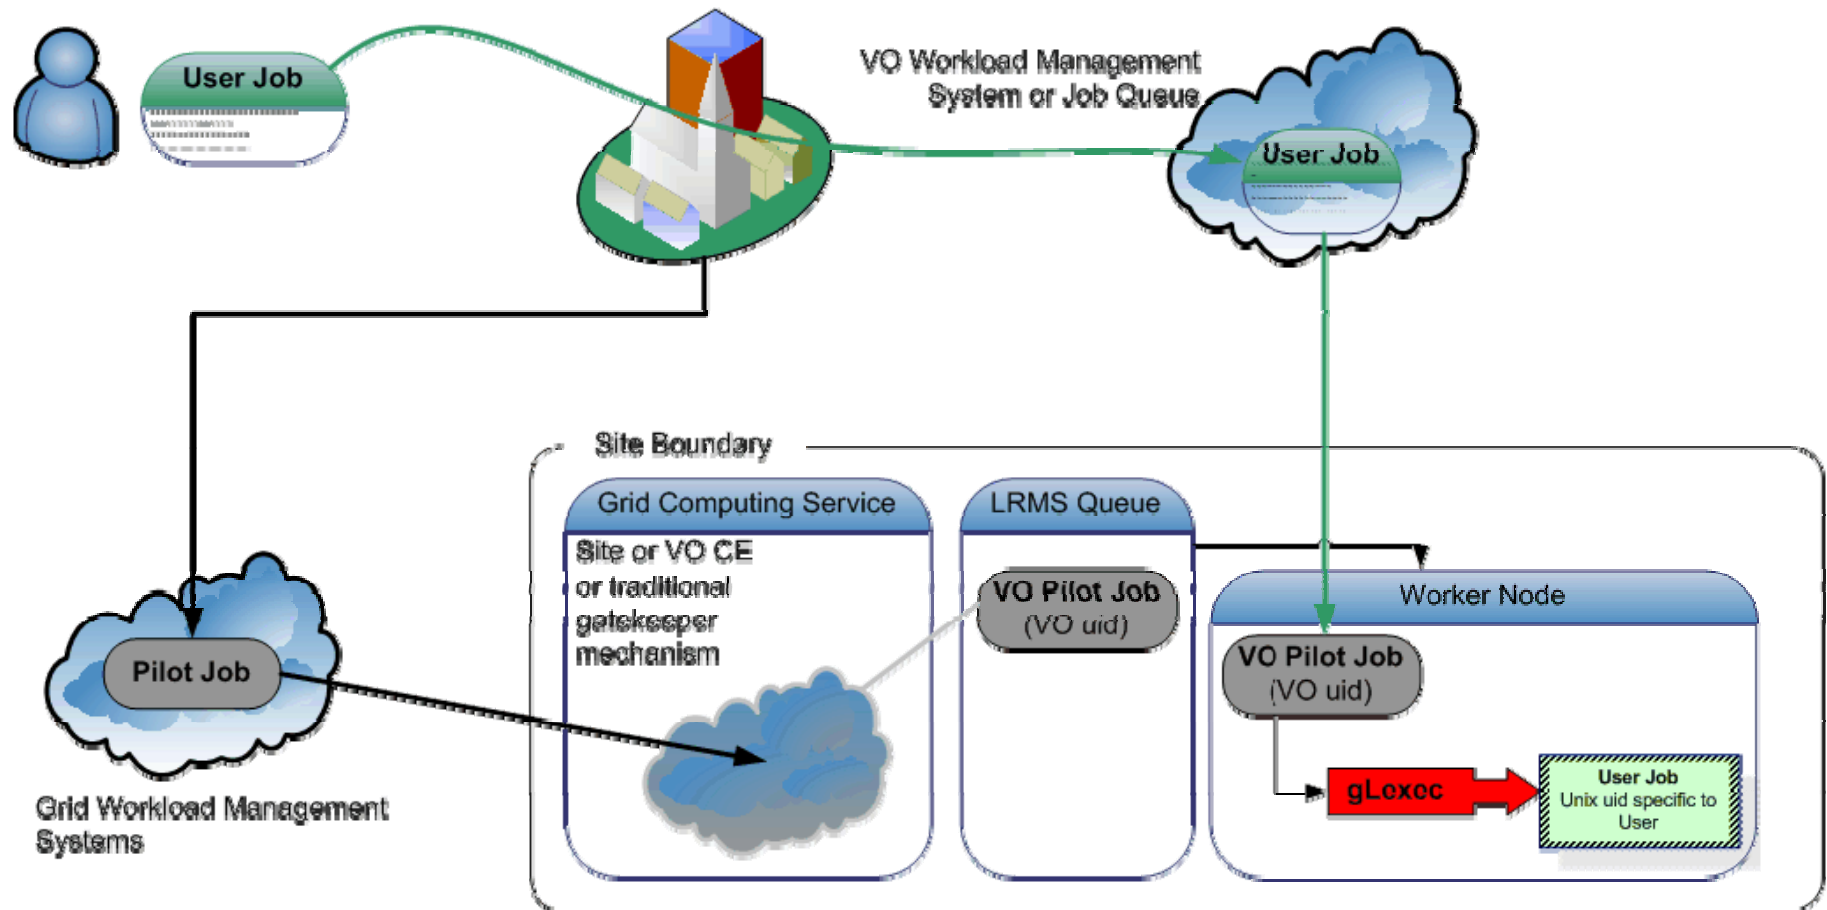 User Job
VO Workload Management
System or Job Queue
User Job
Site Boundary
Grid Computing Service
Site or VO CE
or traditional
gatekeeper
mechanism
LRMS Queue
VO Pilot Job
(VO uid)
Worker Node
VO Pilot Job
(VO uid)
gLexec
User Job
Unix uid specific to
User
Pilot Job
Grid Workload Management
Systems